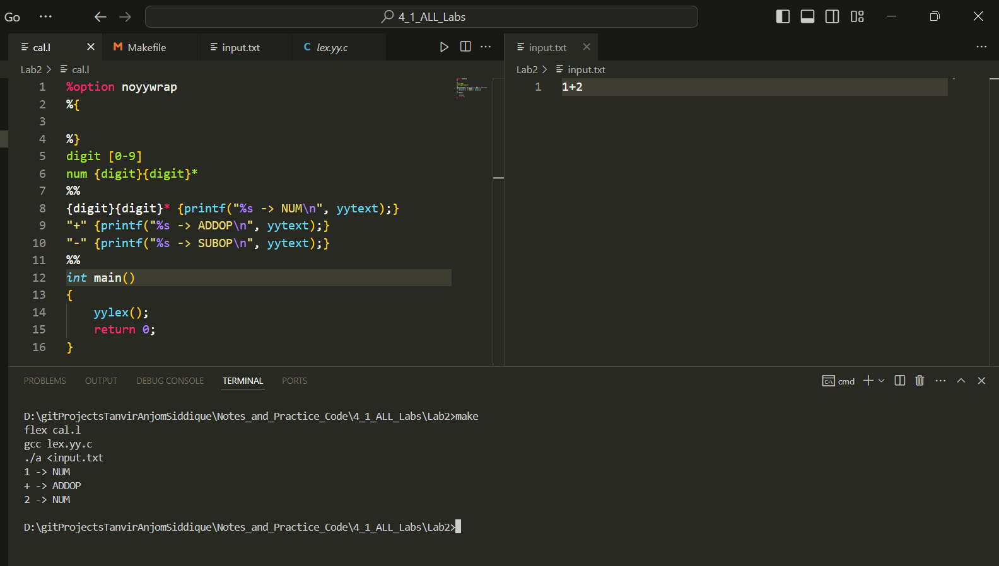 Go ··· 4_1_ALL_Labs
cal.l Makefile input.txt C lex.yy.c ···
Lab2 > cal.l
1 %option noyywrap
2 %{
3
4 %}
5 digit [0-9]
6 num {digit}{digit}*
7 %%
8 {digit}{digit}* {printf("%s -> NUM\n", yytext);}
9 "+" {printf("%s -> ADDOP\n", yytext);}
10 "-" {printf("%s -> SUBOP\n", yytext);}
11 %%
12 int main()
13 {
14     yylex();
15     return 0;
16 }
input.txt ···
Lab2 > input.txt
1 1+2
PROBLEMS OUTPUT DEBUG CONSOLE TERMINAL PORTS cmd ···
D:\gitProjectsTanvirAnjomSiddique\Notes_and_Practice_Code\4_1_ALL_Labs\Lab2>make
flex cal.l
gcc lex.yy.c
./a <input.txt
1 -> NUM
+ -> ADDOP
2 -> NUM
D:\gitProjectsTanvirAnjomSiddique\Notes_and_Practice_Code\4_1_ALL_Labs\Lab2>